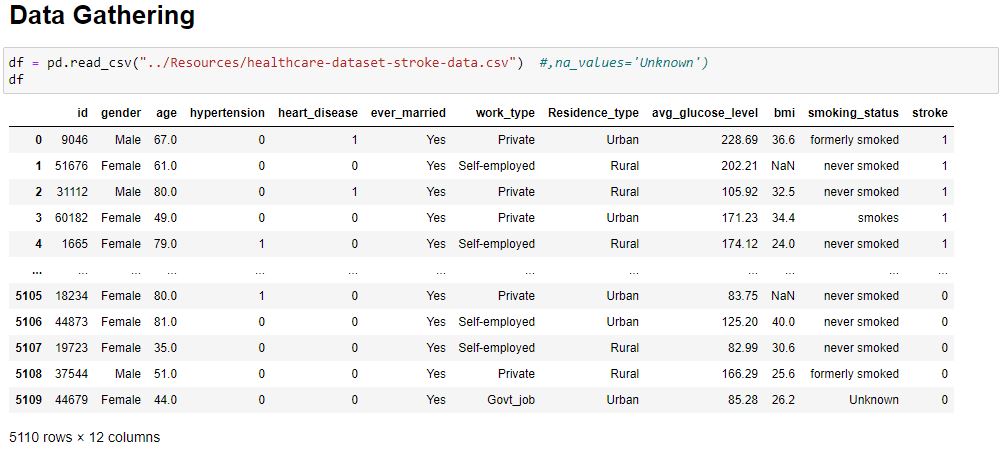 Data Gathering
df = pd.read_csv("../Resources/healthcare-dataset-stroke-data.csv") #,na_values='Unknown')
df
id gender age hypertension heart_disease ever_married work_type Residence_type avg_glucose_level bmi smoking_status stroke
0 9046 Male 67.0 0 1 Yes Private Urban 228.69 36.6 formerly smoked 1
1 51676 Female 61.0 0 0 Yes Self-employed Rural 202.21 NaN never smoked 1
2 31112 Male 80.0 0 1 Yes Private Rural 105.92 32.5 never smoked 1
3 60182 Female 49.0 0 0 Yes Private Urban 171.23 34.4 smokes 1
4 1665 Female 79.0 1 0 Yes Self-employed Rural 174.12 24.0 never smoked 1
... ... ... ... ... ... ... ... ... ... ... ... ...
5105 18234 Female 80.0 1 0 Yes Private Urban 83.75 NaN never smoked 0
5106 44873 Female 81.0 0 0 Yes Self-employed Urban 125.20 40.0 never smoked 0
5107 19723 Female 35.0 0 0 Yes Self-employed Rural 82.99 30.6 never smoked 0
5108 37544 Male 51.0 0 0 Yes Private Rural 166.29 25.6 formerly smoked 0
5109 44679 Female 44.0 0 0 Yes Govt_job Urban 85.28 26.2 Unknown 0
5110 rows × 12 columns